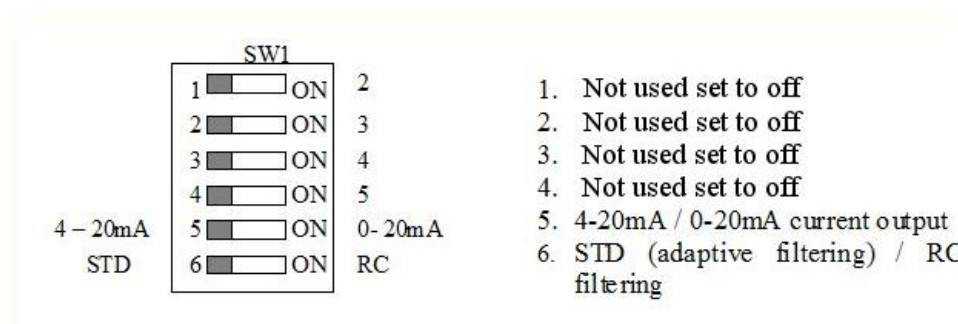 SW1
1 ON 2
2 ON 3
3 ON 4
4 ON 5
4 – 20mA 5 ON 0- 20mA
STD 6 ON RC
1. Not used set to off
2. Not used set to off
3. Not used set to off
4. Not used set to off
5. 4-20mA / 0-20mA current output
6. STD (adaptive filtering) / RC
filtering